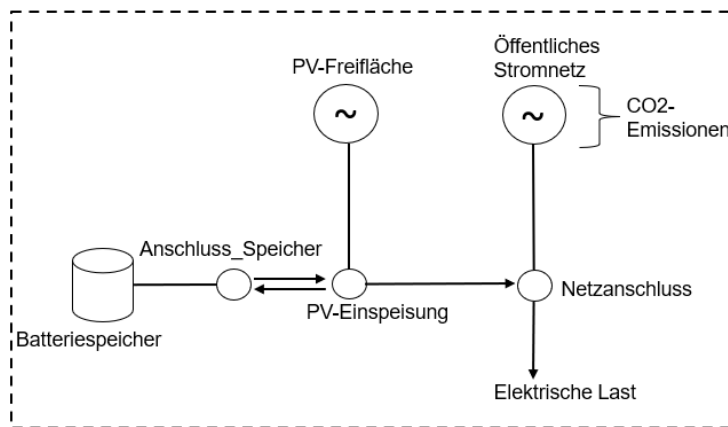 Öffentliches
Stromnetz
PV-Freifläche
~
~
CO2-
Emissionen
Anschluss_Speicher
Batteriespeicher
PV-Einspeisung
Netzanschluss
Elektrische Last